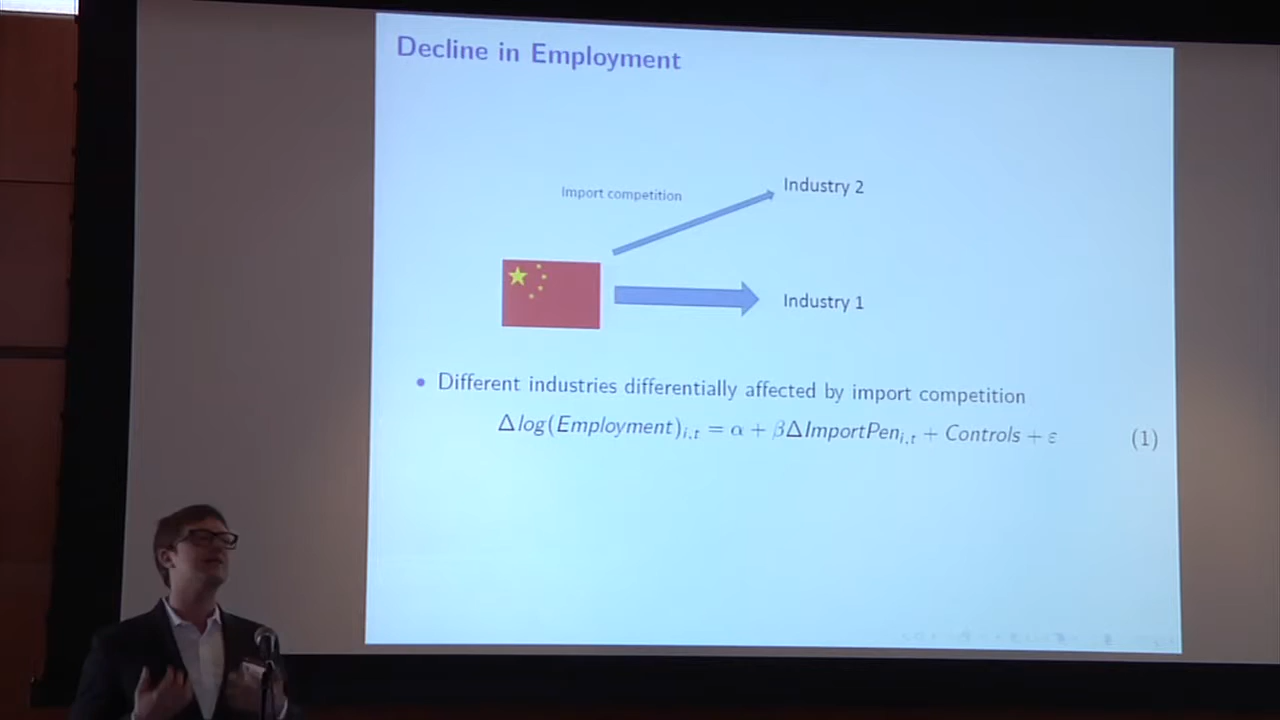 Decline in Employment
Import competition
Industry 2
Industry 1
• Different industries differentially affected by import competition
Δlog(Employment)i,t = α + βΔImportPeni,t + Controls + ε (1)